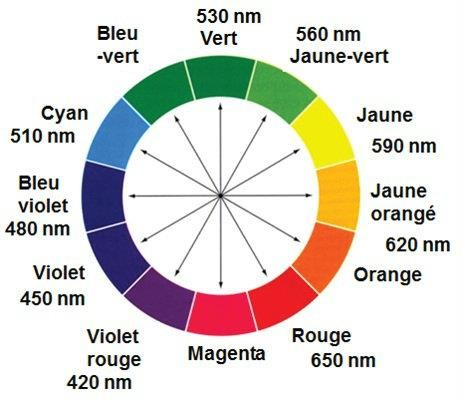 530 nm
Vert
560 nm
Jaune-vert
Jaune
590 nm
Jaune
orangé
620 nm
Orange
Rouge
650 nm
Magenta
Violet
rouge
420 nm
Violet
450 nm
Bleu
violet
480 nm
Cyan
510 nm
Bleu
-vert